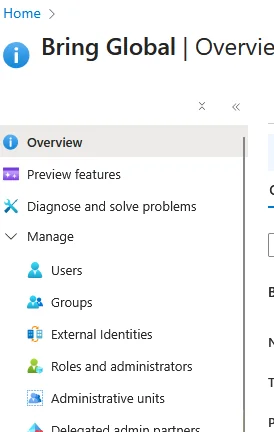 Home >
Bring Global | Overvie
Overview
Preview features
Diagnose and solve problems
Manage
Users
Groups
External Identities
Roles and administrators
Administrative units
Delegated admin partners